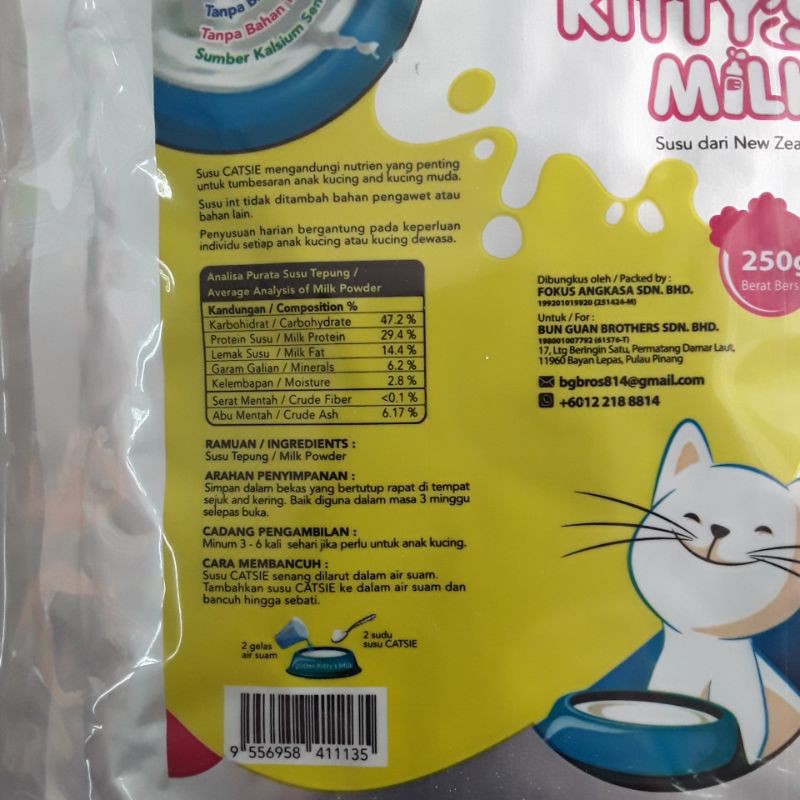 Tanpa
Tanpa Bahan
Sumber Kalsium
KITTY'S
MILK
Susu dari New
Susu CATSIE mengandungi nutrien yang penting
untuk tumbesaran anak kucing and kucing muda.
Susu int tidak ditambah bahan pengawet atau
bahan lain.
Penyusuan harian bergantung pada keperluan
individu setiap anak kucing atau kucing dewasa.
Analisa Purata Susu Tepung /
Average Analysis of Milk Powder
Kandungan / Composition %
Karbohidrat / Carbohydrate 47.2 %
Protein Susu / Milk Protein 29.4 %
Lemak Susu / Milk Fat 14.4 %
Garam Galian / Minerals 6.2 %
Kelembapan / Moisture 2.8 %
Serat Mentah / Crude Fiber <0.1 %
Abu Mentah / Crude Ash 6.17 %
RAMUAN / INGREDIENTS :
Susu Tepung / Milk Powder
ARAHAN PENYIMPANAN :
Simpan dalam bekas yang bertutup rapat di tempat
sejuk and kering. Baik diguna dalam masa 3 minggu
selepas buka.
CADANG PENGAMBILAN :
Minum 3 - 6 kali sehari jika perlu untuk anak kucing.
CARA MEMBANCUH :
Susu CATSIE senang dilarut dalam air suam.
Tambahkan susu CATSIE ke dalam air suam dan
bancuh hingga sebati.
2 gelas
air suam
2 sudu
susu CATSIE
250ml Kitty's Milk
9 556958 411135
250g
Berat
Dibungkus oleh / Packed by :
FOKUS ANGKASA SDN. BHD.
199201019920 (251424-M)
Untuk / For :
BUN GUAN BROTHERS SDN. BHD.
198001007792 (61576-T)
17, Ltg Beringin Satu, Permatang Damar Laut,
11960 Bayan Lepas, Pulau Pinang
bgbros814@gmail.com
+6012 218 8814